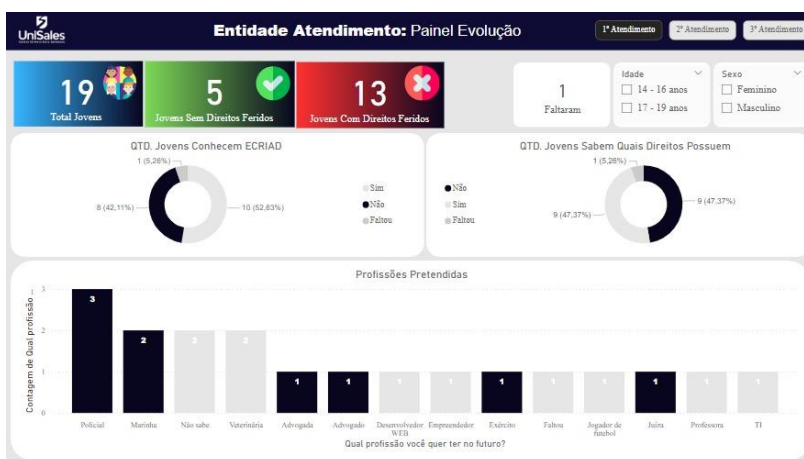 UniSales
Entidade Atendimento: Painel Evolução
1º Atendimento
2º Atendimento
3º Atendimento
19
Total Jovens
5
Jovens Sem Direitos Feridos
13
Jovens Com Direitos Feridos
1
Faltaram
Idade
14 - 16 anos
17 - 19 anos
Sexo
Feminino
Masculino
QTD. Jovens Conhecem ECRIAD
1 (5,26%)
8 (42,11%)
10 (52,63%)
Sim
Não
Faltou
QTD. Jovens Sabem Quais Direitos Possuem
Não
Sim
Faltou
1 (5,26%)
9 (47,37%)
9 (47,37%)
Profissões Pretendidas
Contagem de Qual profissão ...
3
2
1
0
3
2
2
2
1
1
1
1
1
1
1
1
1
1
Policial
Marinha
Não sabe
Veterinária
Advogada
Advogado
Desenvolvedor WEB
Empreendedor
Exército
Faltou
Jogador de futebol
Juíza
Professora
TI
Qual profissão você quer ter no futuro?